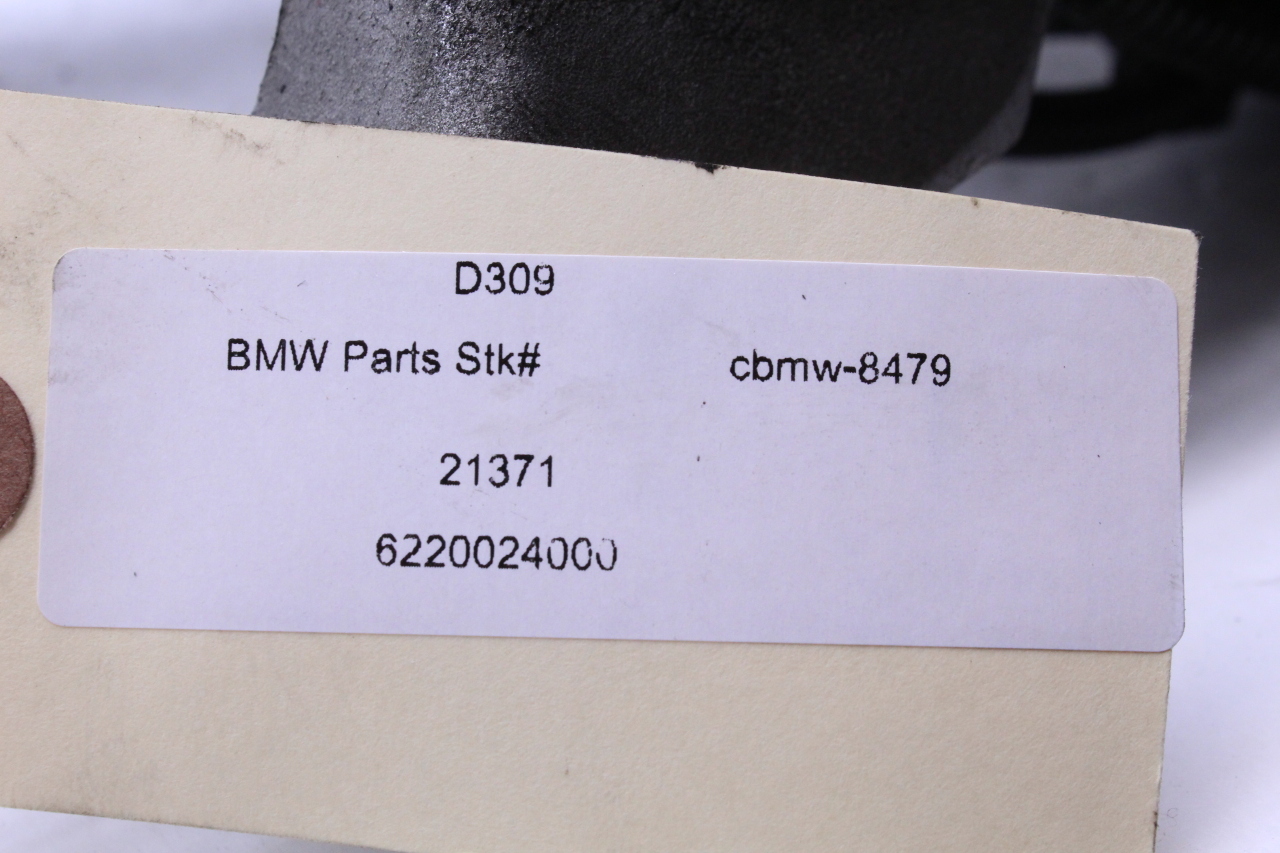 D309
BMW Parts Stk# cbmw-8479
21371
6220024000